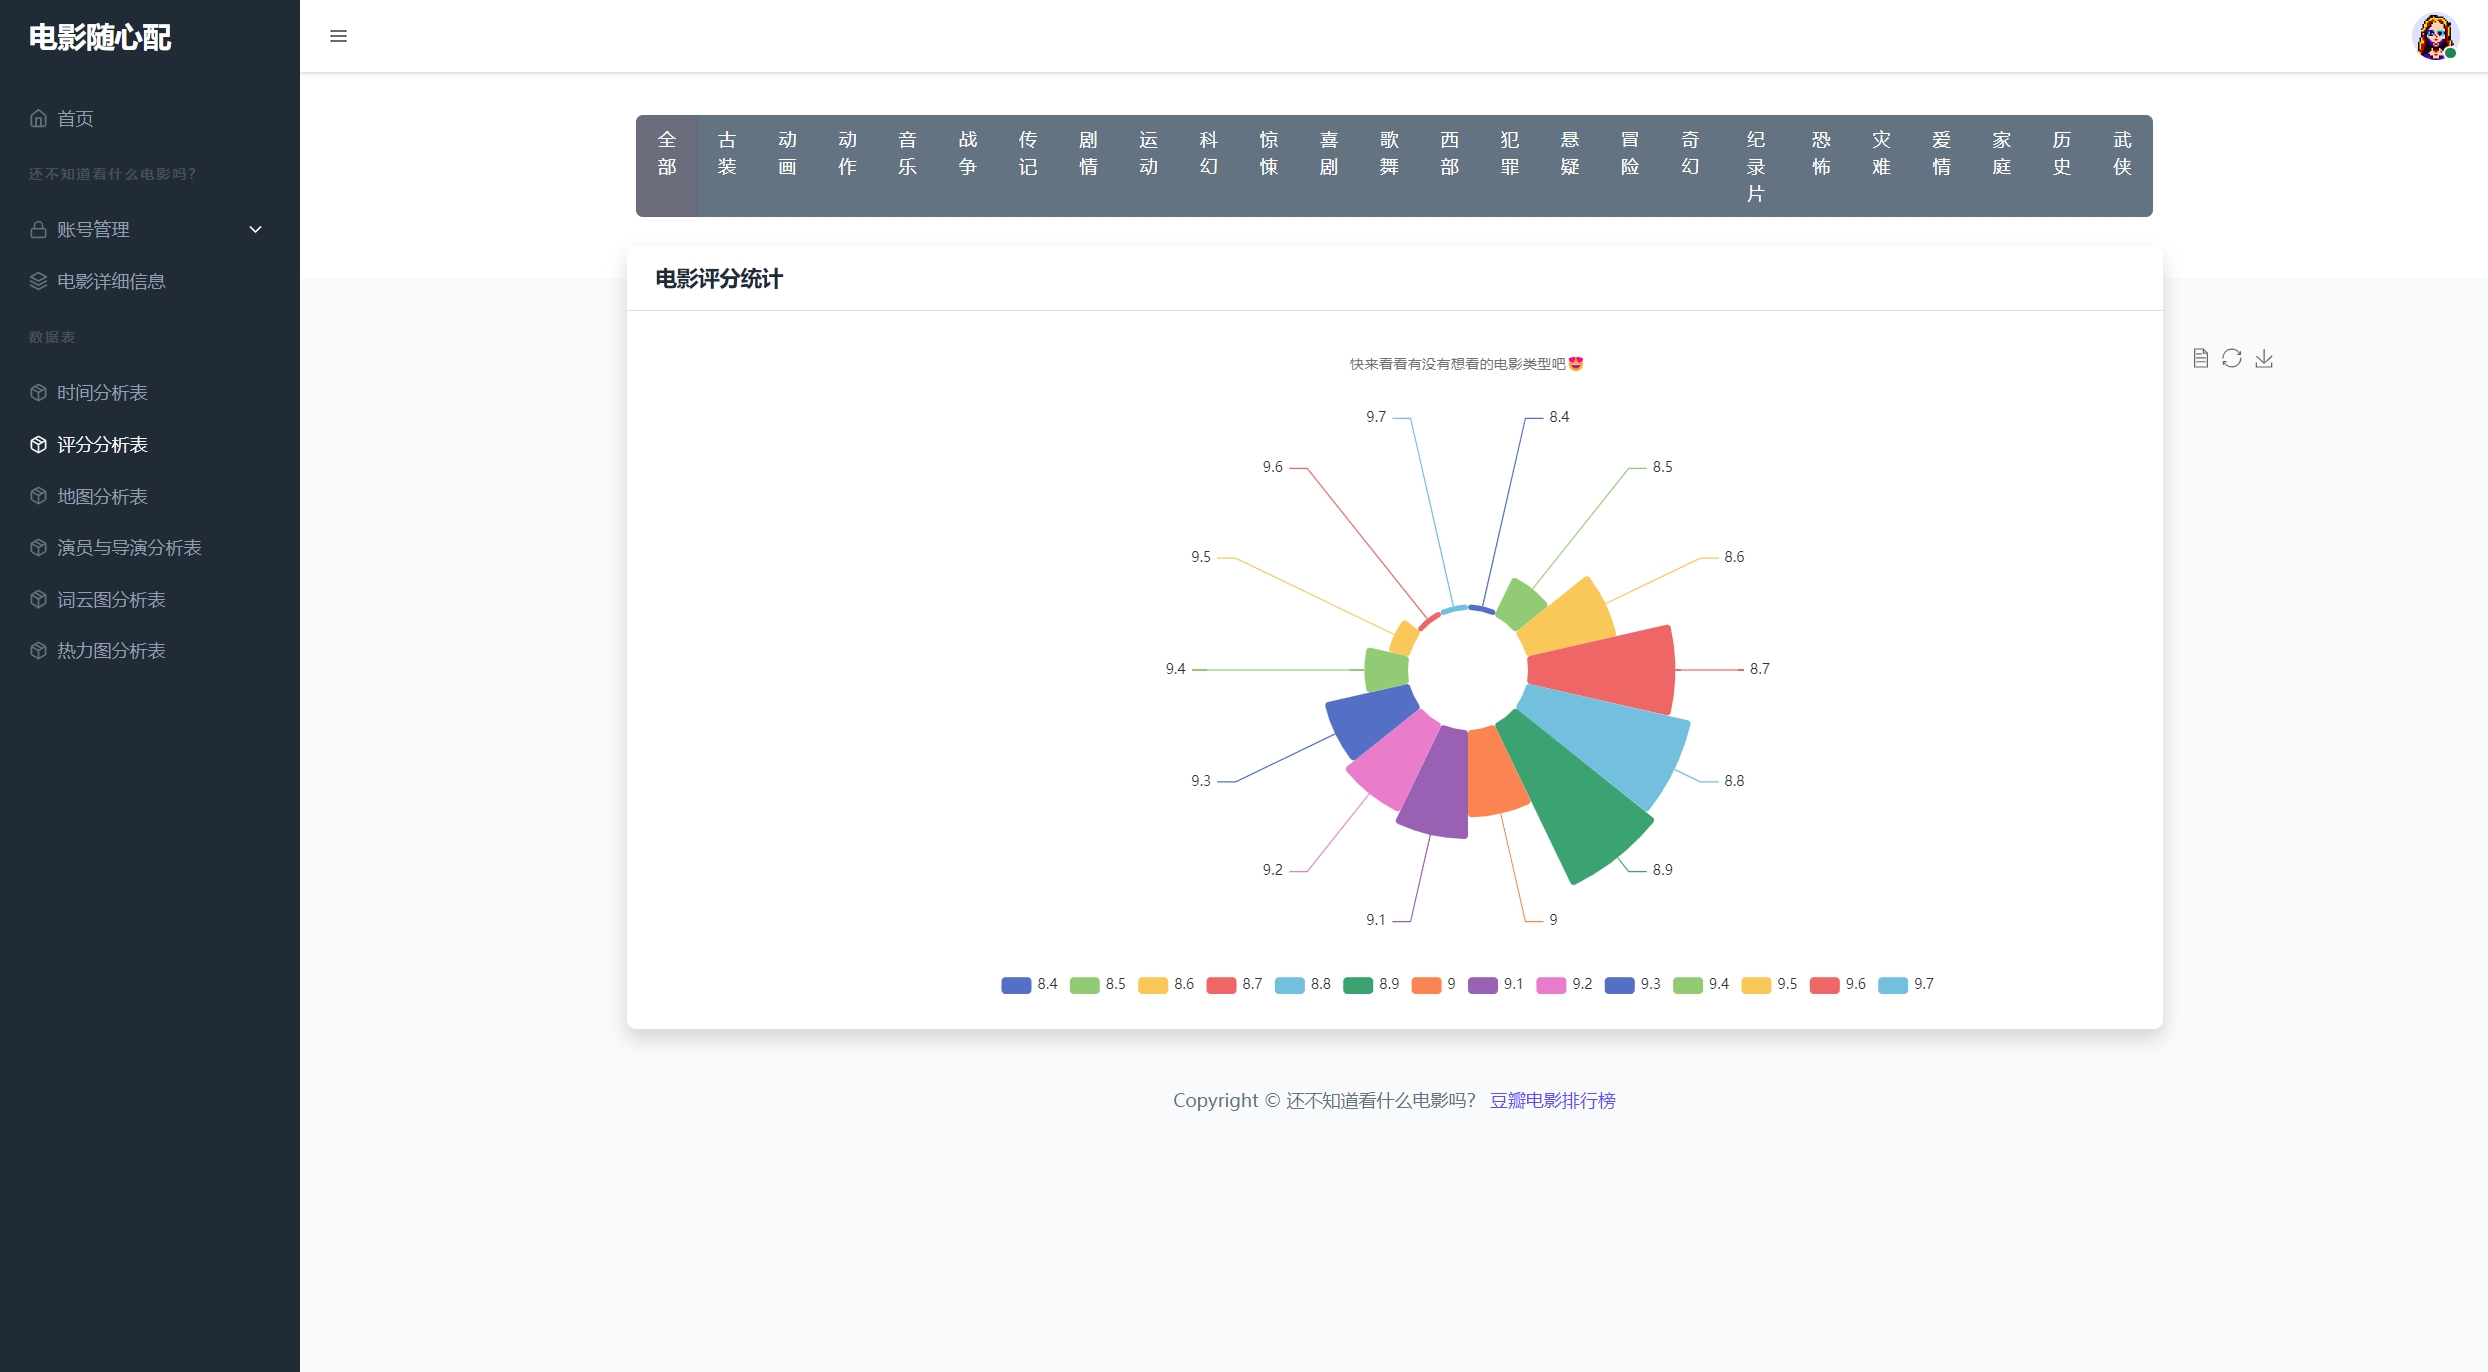 电影随心配
首页
还不知道看什么电影吗？
账号管理
电影详细信息
数据表
时间分析表
评分分析表
地图分析表
演员与导演分析表
词云图分析表
热力图分析表
全部
古装
动画
动作
音乐
战争
传记
剧情
运动
科幻
惊悚
喜剧
歌舞
西部
犯罪
悬疑
冒险
奇幻
纪录片
恐怖
灾难
爱情
家庭
历史
武侠
电影评分统计
快来看看有没有想看的电影类型吧😍
9.7
8.4
9.6
8.5
9.5
8.6
9.4
8.7
9.3
8.8
9.2
8.9
9.1
9
8.4 8.5 8.6 8.7 8.8 8.9 9 9.1 9.2 9.3 9.4 9.5 9.6 9.7
Copyright © 还不知道看什么电影吗？ 豆瓣电影排行榜